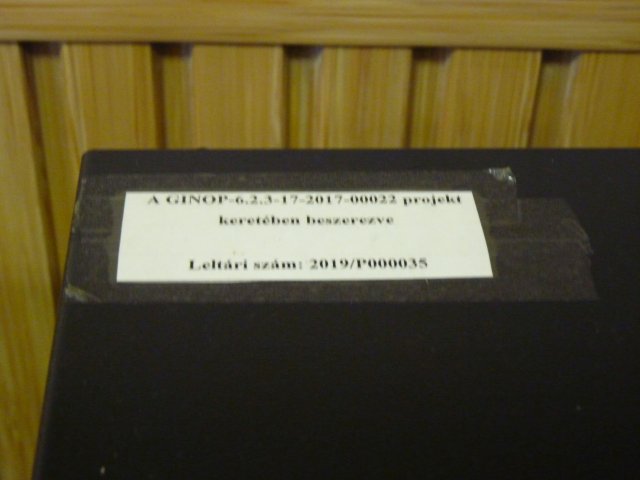 A GINOP-6.2.3-17-2017-00022 projekt
keretében beszerezve
Leltári szám: 2019/P000035